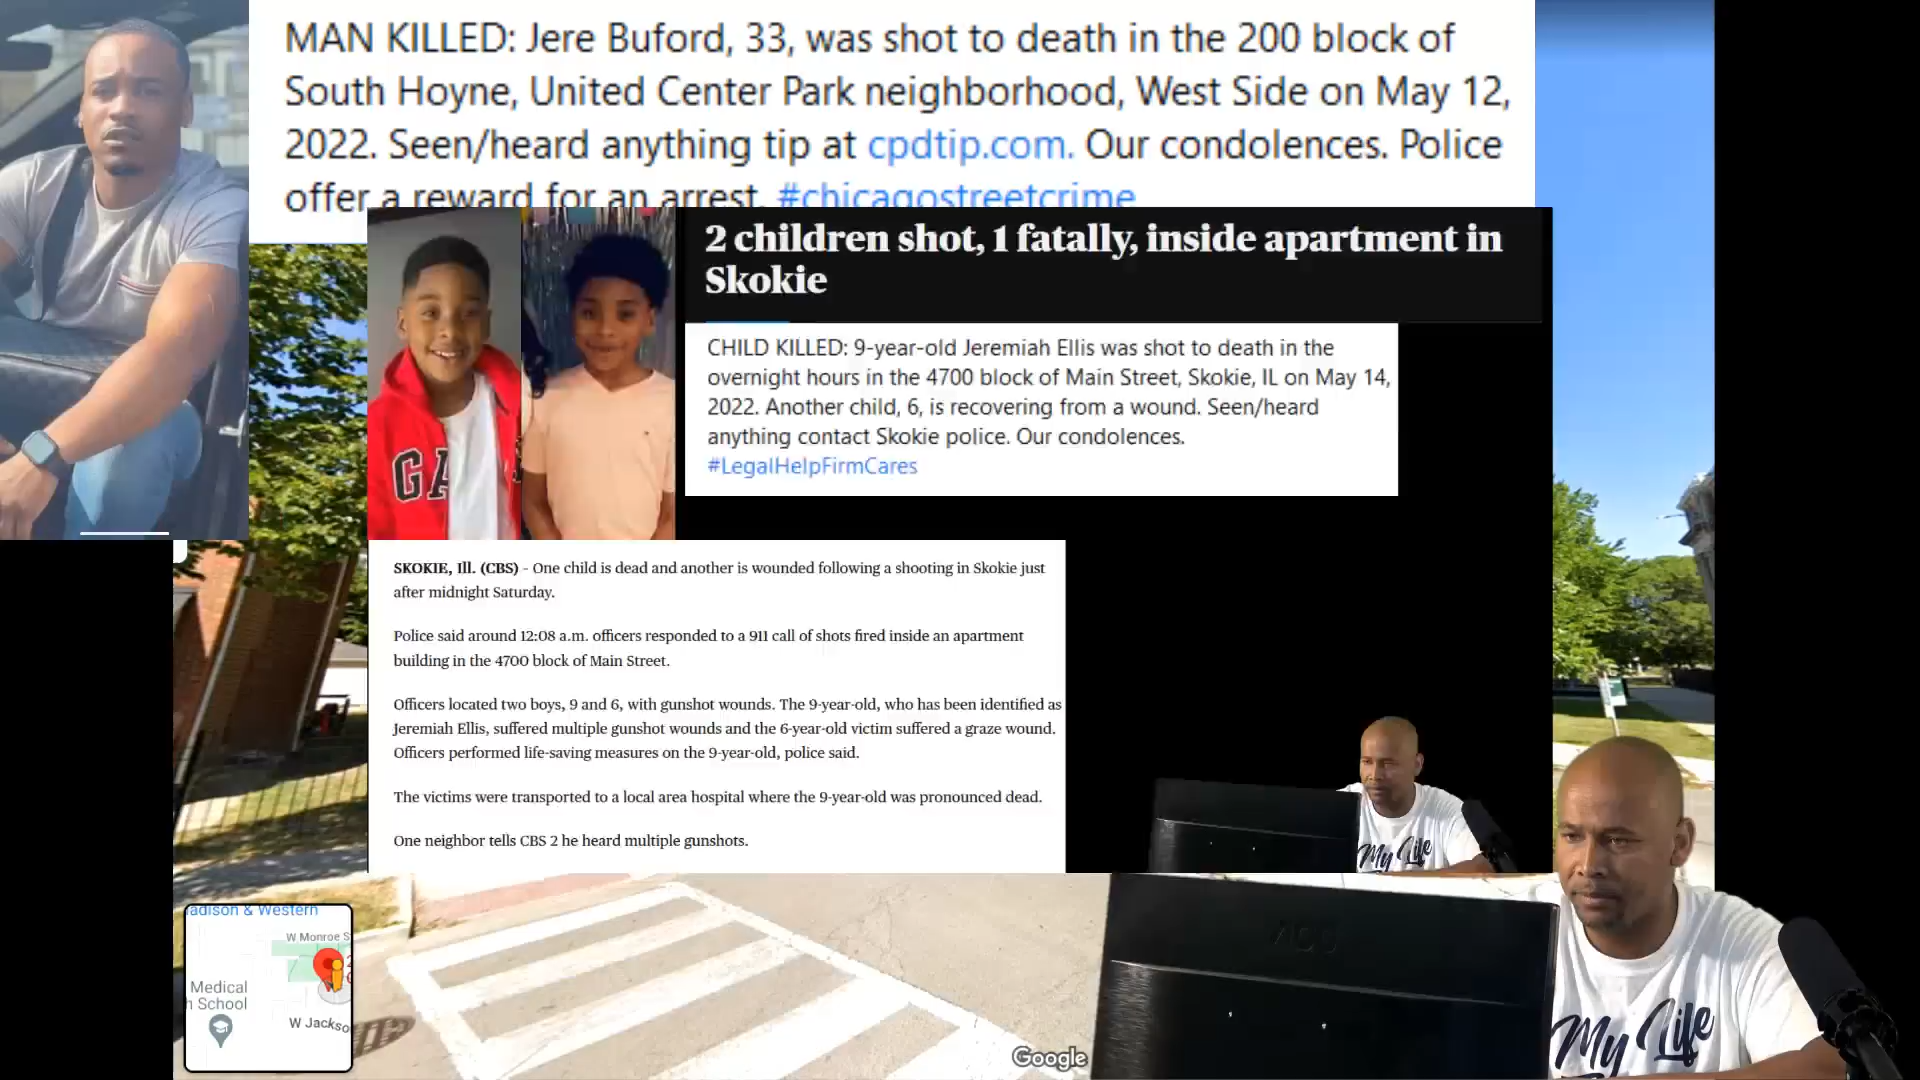 MAN KILLED: Jere Buford, 33, was shot to death in the 200 block of
South Hoyne, United Center Park neighborhood, West Side on May 12,
2022. Seen/heard anything tip at cpdtip.com. Our condolences. Police
offer a reward for an arrest. #chicagostreetcrime
2 children shot, 1 fatally, inside apartment in
Skokie
CHILD KILLED: 9-year-old Jeremiah Ellis was shot to death in the
overnight hours in the 4700 block of Main Street, Skokie, IL on May 14,
2022. Another child, 6, is recovering from a wound. Seen/heard
anything contact Skokie police. Our condolences.
#LegalHelpFirmCares
GA
SKOKIE, Ill. (CBS) - One child is dead and another is wounded following a shooting in Skokie just
after midnight Saturday.
Police said around 12:08 a.m. officers responded to a 911 call of shots fired inside an apartment
building in the 4700 block of Main Street.
Officers located two boys, 9 and 6, with gunshot wounds. The 9-year-old, who has been identified as
Jeremiah Ellis, suffered multiple gunshot wounds and the 6-year-old victim suffered a graze wound.
Officers performed life-saving measures on the 9-year-old, police said.
The victims were transported to a local area hospital where the 9-year-old was pronounced dead.
One neighbor tells CBS 2 he heard multiple gunshots.
My Life
adison & Western
W Monroe S
Medical
h School
W Jackso
Google
My Life